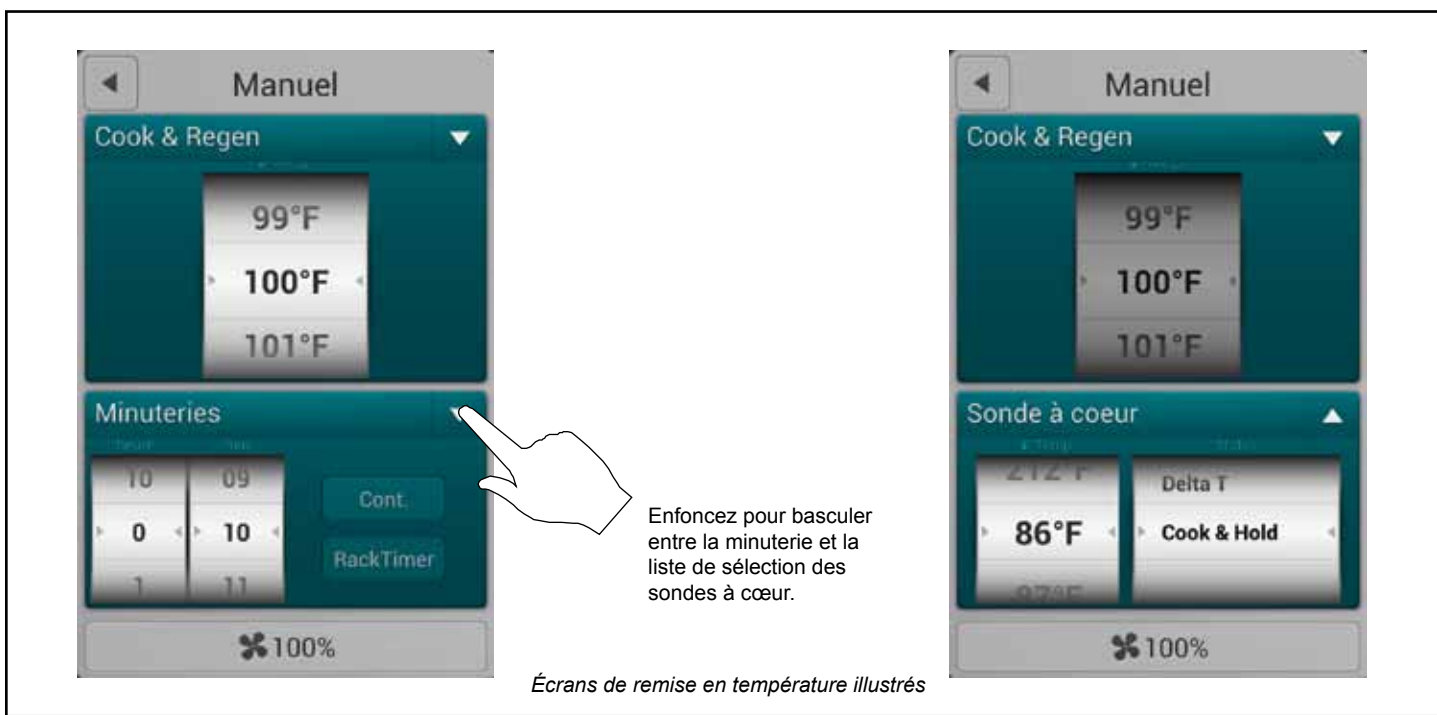 Manuel
Cook & Regen
99°F
100°F
101°F
Minuteries
10 09
0 10
1 11
Cont.
RackTimer
100%
Enfoncez pour basculer
entre la minuterie et la
liste de sélection des
sondes à cœur.
Manuel
Cook & Regen
99°F
100°F
101°F
Sonde à coeur
212°F Delta T
86°F Cook & Hold
87°F
100%
Écrans de remise en température illustrés